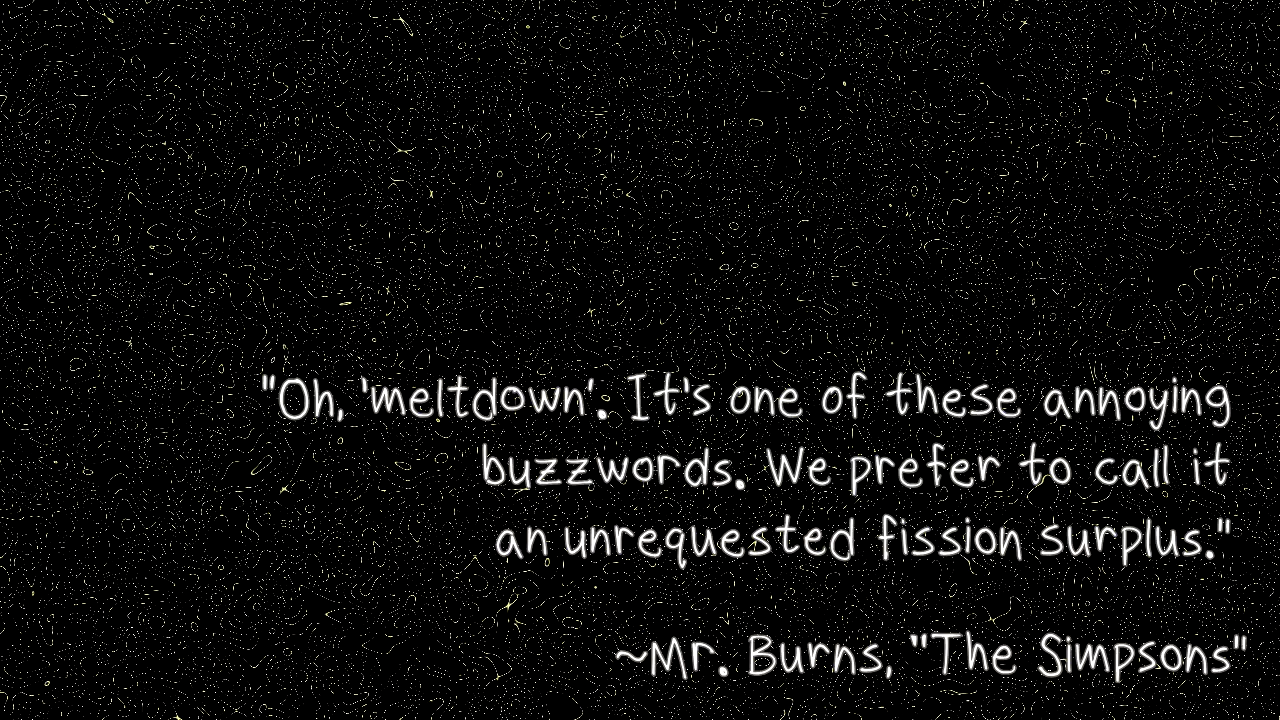 "Oh, 'meltdown'. It's one of these annoying
buzzwords. We prefer to call it
an unrequested fission surplus."
~Mr. Burns, "The Simpsons"